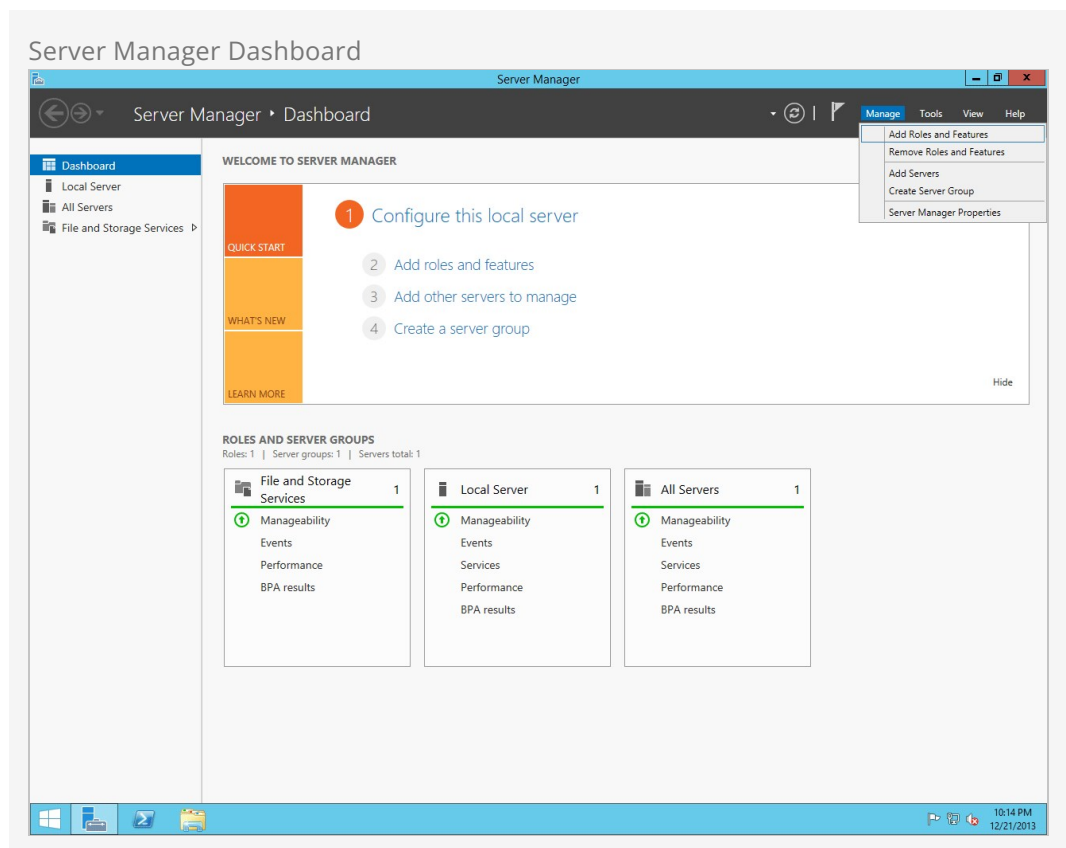 Server Manager Dashboard
Server Manager
Server Manager • Dashboard
Manage Tools View Help
Add Roles and Features
Remove Roles and Features
Add Servers
Create Server Group
Server Manager Properties
Dashboard
Local Server
All Servers
File and Storage Services
WELCOME TO SERVER MANAGER
QUICK START
WHAT'S NEW
LEARN MORE
1 Configure this local server
2 Add roles and features
3 Add other servers to manage
4 Create a server group
Hide
ROLES AND SERVER GROUPS
Roles: 1 | Server groups: 1 | Servers total: 1
File and Storage
Services
1
Manageability
Events
Performance
BPA results
Local Server 1
Manageability
Events
Services
Performance
BPA results
All Servers 1
Manageability
Events
Services
Performance
BPA results
10:14 PM
12/21/2013